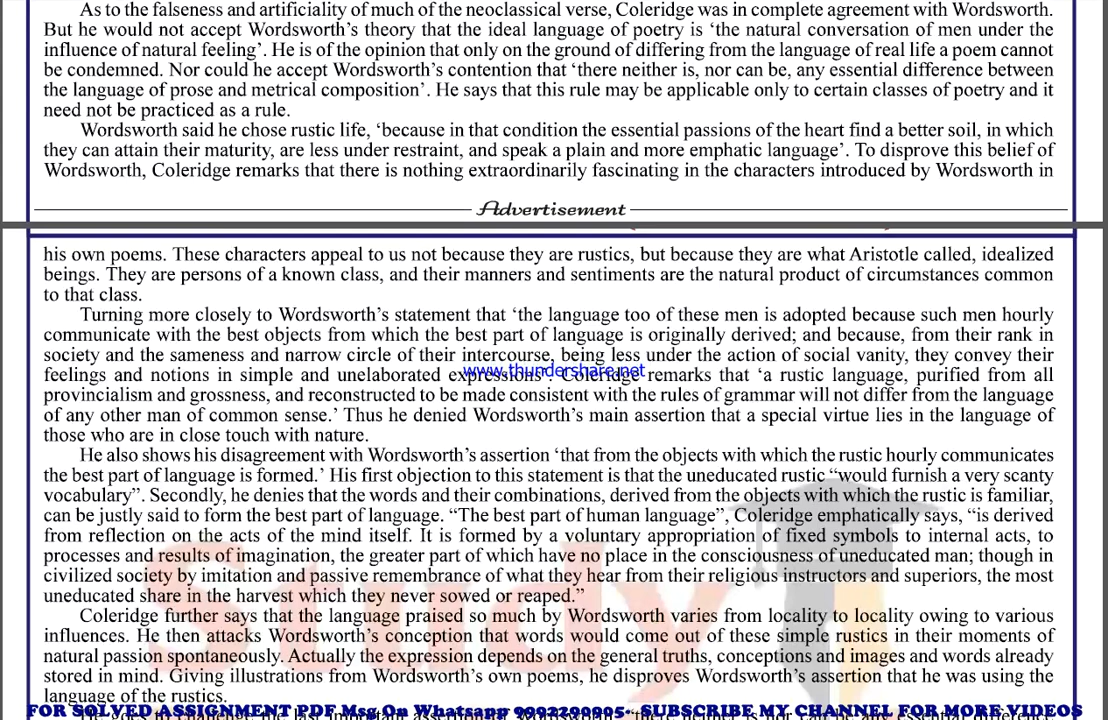 As to the falseness and artificiality of much of the neoclassical verse, Coleridge was in complete agreement with Wordsworth.
But he would not accept Wordsworth’s theory that the ideal language of poetry is ‘the natural conversation of men under the
influence of natural feeling’. He is of the opinion that only on the ground of differing from the language of real life a poem cannot
be condemned. Nor could he accept Wordsworth’s contention that ‘there neither is, nor can be, any essential difference between
the language of prose and metrical composition’. He says that this rule may be applicable only to certain classes of poetry and it
need not be practiced as a rule.
Wordsworth said he chose rustic life, ‘because in that condition the essential passions of the heart find a better soil, in which
they can attain their maturity, are less under restraint, and speak a plain and more emphatic language’. To disprove this belief of
Wordsworth, Coleridge remarks that there is nothing extraordinarily fascinating in the characters introduced by Wordsworth in
Advertisement
his own poems. These characters appeal to us not because they are rustics, but because they are what Aristotle called, idealized
beings. They are persons of a known class, and their manners and sentiments are the natural product of circumstances common
to that class.
Turning more closely to Wordsworth’s statement that ‘the language too of these men is adopted because such men hourly
communicate with the best objects from which the best part of language is originally derived; and because, from their rank in
society and the sameness and narrow circle of their intercourse, being less under the action of social vanity, they convey their
feelings and notions in simple and unelaborated expressions’. Coleridge remarks that ‘a rustic language, purified from all
www.thundershare.net
provincialism and grossness, and reconstructed to be made consistent with the rules of grammar will not differ from the language
of any other man of common sense.’ Thus he denied Wordsworth’s main assertion that a special virtue lies in the language of
those who are in close touch with nature.
He also shows his disagreement with Wordsworth’s assertion ‘that from the objects with which the rustic hourly communicates
the best part of language is formed.’ His first objection to this statement is that the uneducated rustic “would furnish a very scanty
vocabulary”. Secondly, he denies that the words and their combinations, derived from the objects with which the rustic is familiar,
can be justly said to form the best part of language. “The best part of human language”, Coleridge emphatically says, “is derived
from reflection on the acts of the mind itself. It is formed by a voluntary appropriation of fixed symbols to internal acts, to
processes and results of imagination, the greater part of which have no place in the consciousness of uneducated man; though in
civilized society by imitation and passive remembrance of what they hear from their religious instructors and superiors, the most
uneducated share in the harvest which they never sowed or reaped.”
Study
Coleridge further says that the language praised so much by Wordsworth varies from locality to locality owing to various
influences. He then attacks Wordsworth’s conception that words would come out of these simple rustics in their moments of
natural passion spontaneously. Actually the expression depends on the general truths, conceptions and images and words already
stored in mind. Giving illustrations from Wordsworth’s own poems, he disproves Wordsworth’s assertion that he was using the
language of the rustics.
FOR SOLVED ASSIGNMENT PDF Msg On Whatsapp 9992299905- SUBSCRIBE MY CHANNEL FOR MORE VIDEOS